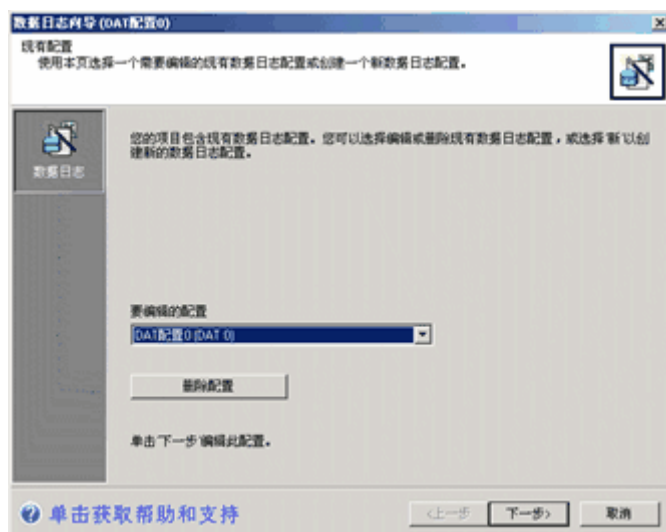 数据日志向导(DAT配置0)
现有配置
使用本页选择一个需要编辑的现有数据日志配置或创建一个新数据日志配置。
数据日志
您的项目包含现有数据日志配置。您可以选择编辑或删除现有数据日志配置，或选择'新'以创
建新的数据日志配置。
要编辑的配置
DAT配置0(DAT 0)
删除配置
单击'下一步'编辑此配置。
单击获取帮助和支持
<上一步
下一步>
取消